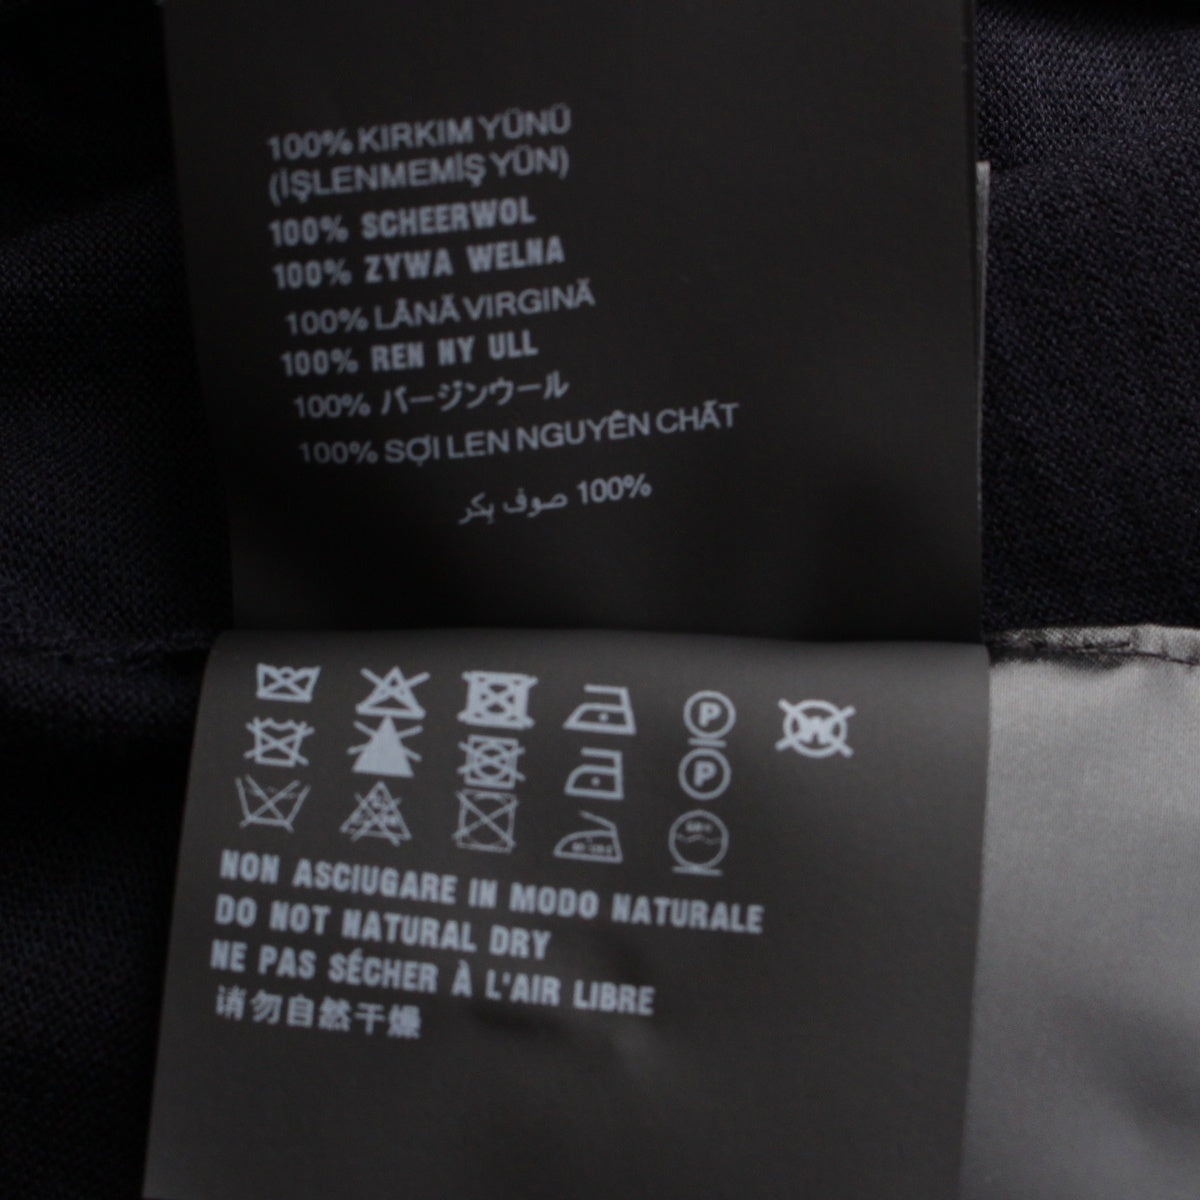 100% KIRKIM YÜNÜ
(İŞLENMEMİŞ YÜN)
100% SCHEERWOL
100% ZYWA WELNA
100% LÂNĂ VIRGINĂ
100% REN NY ULL
100% バージンウール
100% SỢI LEN NGUYÊN CHẤT
100% صوف بكر
P
W
P
NON ASCIUGARE IN MODO NATURALE
DO NOT NATURAL DRY
NE PAS SÉCHER À L'AIR LIBRE
请勿自然干燥